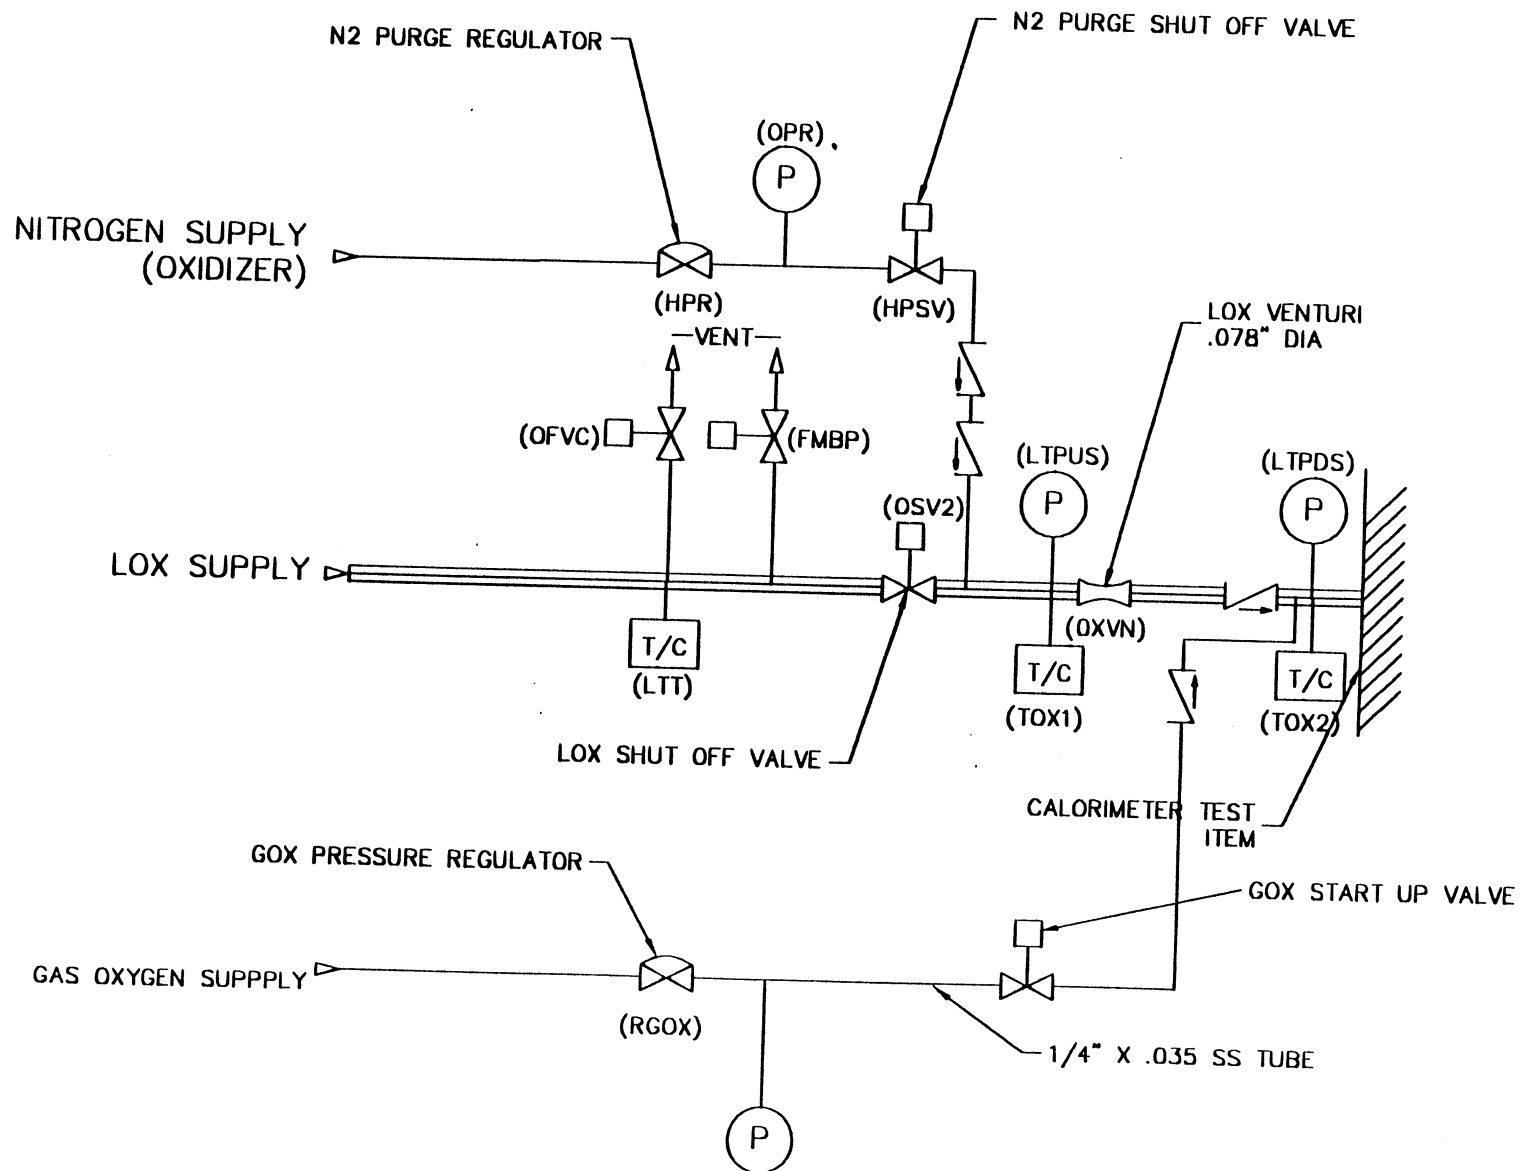 N2 PURGE REGULATOR
N2 PURGE SHUT OFF VALVE
(OPR)
P
NITROGEN SUPPLY
(OXIDIZER)
(HPR)
(HPSV)
VENT
LOX VENTURI
.078" DIA
(OFVC)
(FMBP)
(LTPUS)
P
(LTPDS)
P
(OSV2)
LOX SUPPLY
T/C
(LTT)
(OXVN)
T/C
(TOX1)
T/C
(TOX2)
LOX SHUT OFF VALVE
CALORIMETER TEST
ITEM
GOX PRESSURE REGULATOR
GOX START UP VALVE
GAS OXYGEN SUPPPLY
(RGOX)
1/4" X .035 SS TUBE
P